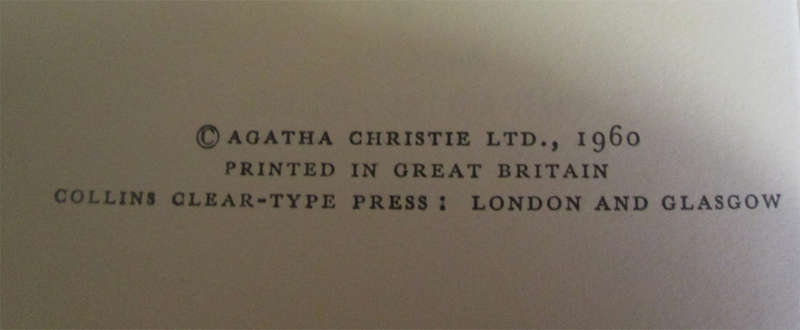 © AGATHA CHRISTIE LTD., 1960
PRINTED IN GREAT BRITAIN
COLLINS CLEAR-TYPE PRESS : LONDON AND GLASGOW